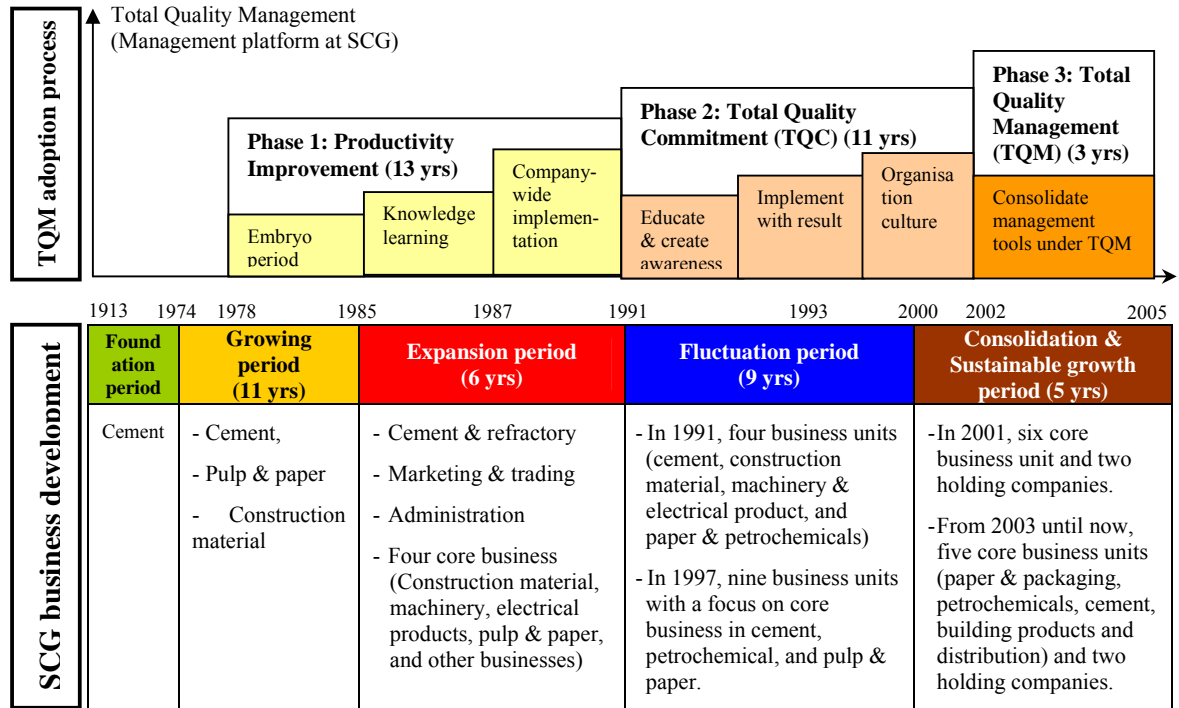 TQM adoption process
Total Quality Management
(Management platform at SCG)
Phase 1: Productivity
Improvement (13 yrs)
Embryo
period
Knowledge
learning
Company-
wide
implemen-
tation
Phase 2: Total Quality
Commitment (TQC) (11 yrs)
Educate
& create
awareness
Implement
with result
Organisa
tion
culture
Phase 3: Total
Quality
Management
(TQM) (3 yrs)
Consolidate
management
tools under TQM
1913 1974 1978 1985 1987 1991 1993 2000 2002 2005
SCG business development
Found
ation
period
Growing
period
(11 yrs)
Expansion period
(6 yrs)
Fluctuation period
(9 yrs)
Consolidation &
Sustainable growth
period (5 yrs)
Cement
- Cement,
- Pulp & paper
- Construction
material
- Cement & refractory
- Marketing & trading
- Administration
- Four core business
(Construction material,
machinery, electrical
products, pulp & paper,
and other businesses)
- In 1991, four business units
(cement, construction
material, machinery &
electrical product, and
paper & petrochemicals)
- In 1997, nine business units
with a focus on core
business in cement,
petrochemical, and pulp &
paper.
-In 2001, six core
business unit and two
holding companies.
-From 2003 until now,
five core business units
(paper & packaging,
petrochemicals, cement,
building products and
distribution) and two
holding companies.